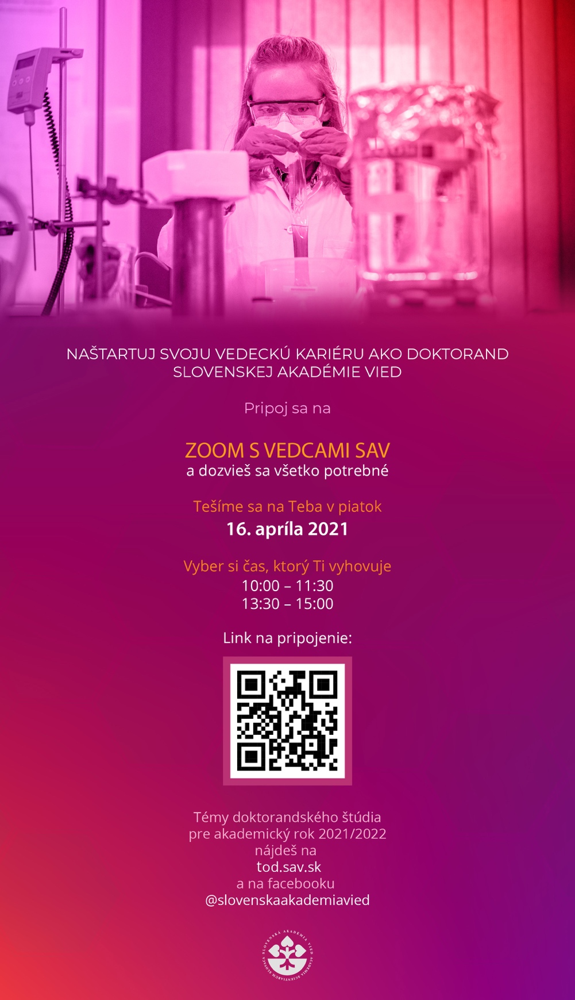 NAŠTARTUJ SVOJU VEDECKÚ KARIÉRU AKO DOKTORAND
SLOVENSKEJ AKADÉMIE VIED
Pripoj sa na
ZOOM S VEDCAMI SAV
a dozvieš sa všetko potrebné
Tešíme sa na Teba v piatok
16. apríla 2021
Vyber si čas, ktorý Ti vyhovuje
10:00 – 11:30
13:30 – 15:00
Link na pripojenie:
Témy doktorandského štúdia
pre akademický rok 2021/2022
nájdeš na
tod.sav.sk
a na facebooku
@slovenskaakademiavied
SLOVENSKÁ AKADÉMIA VIED ACADEMIA SCIENTIARUM SLOVACA